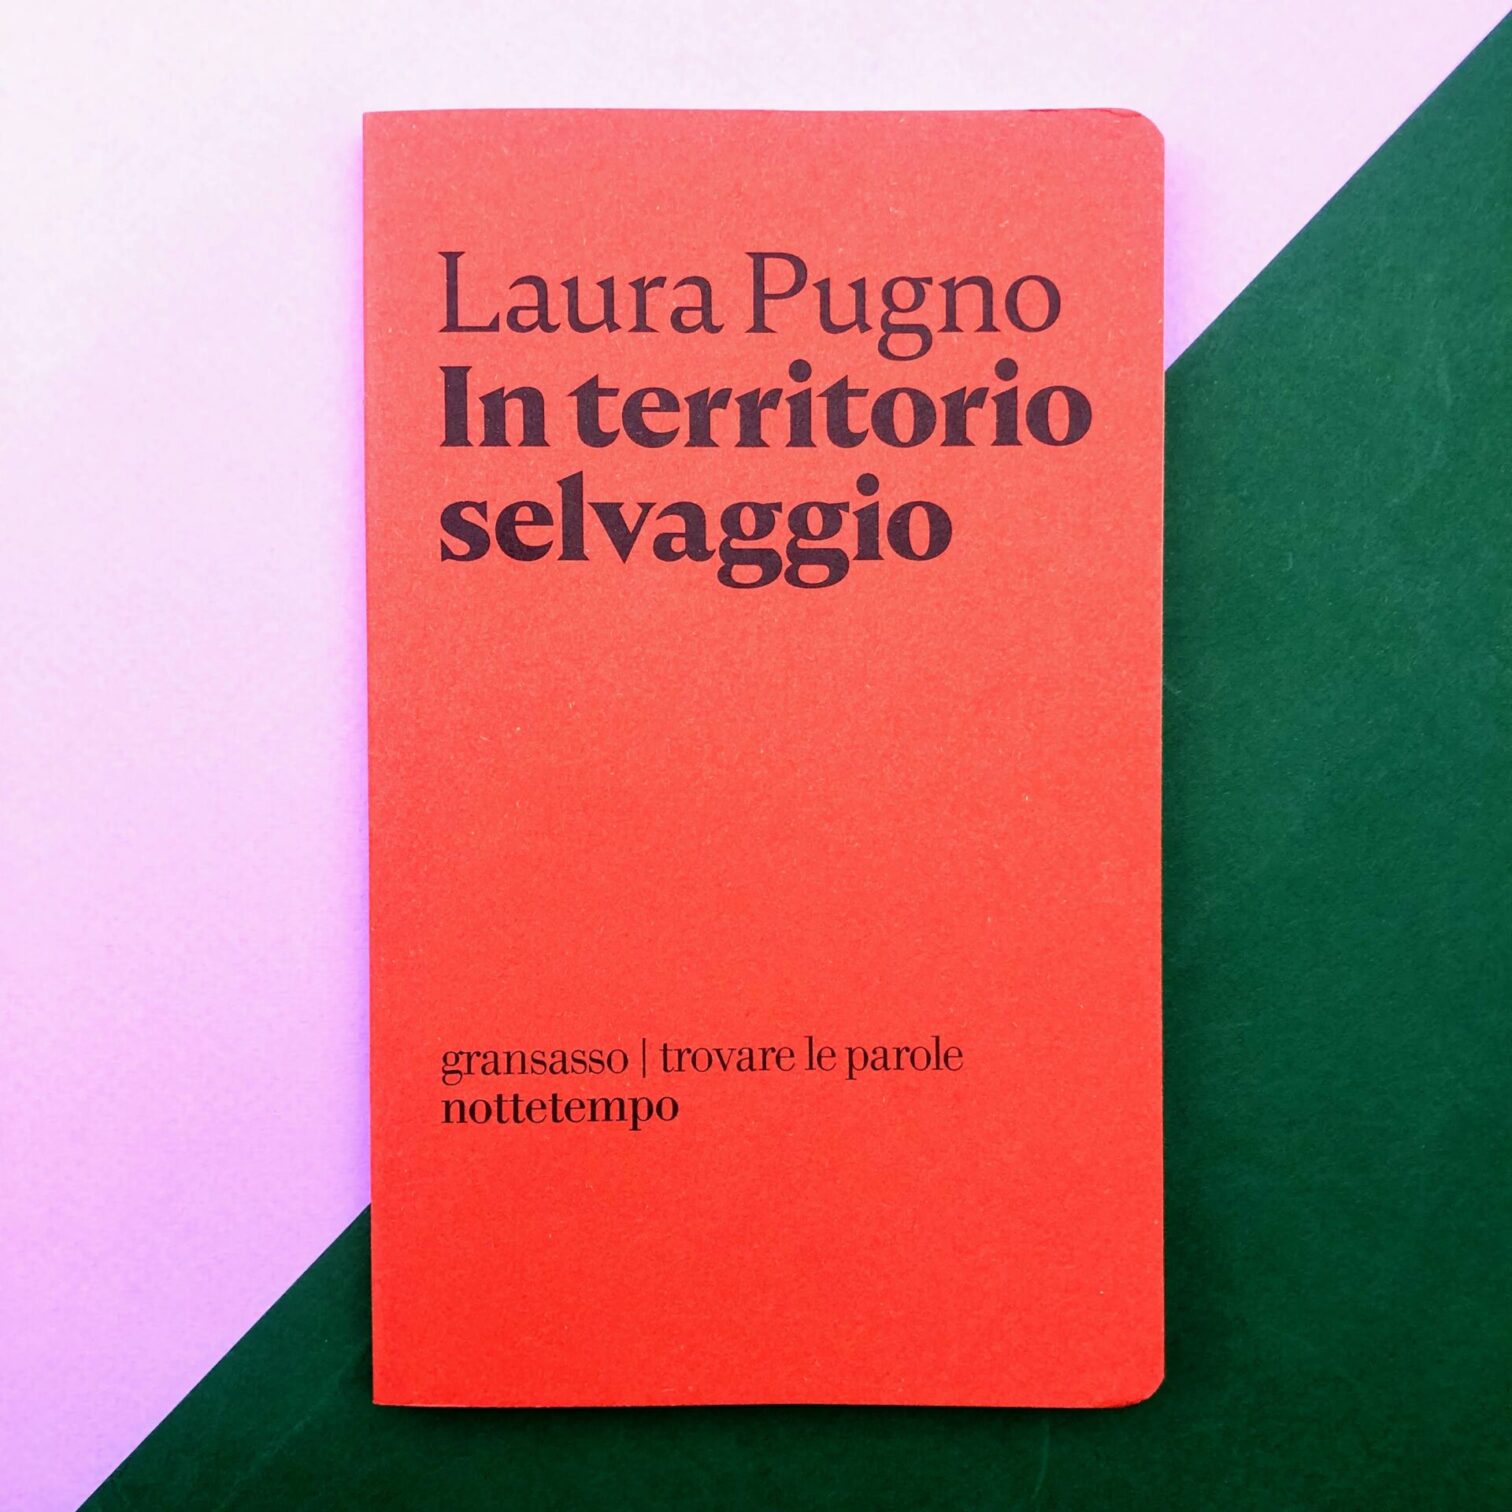 Laura Pugno
In territorio
selvaggio
gransasso | trovare le parole
nottetempo